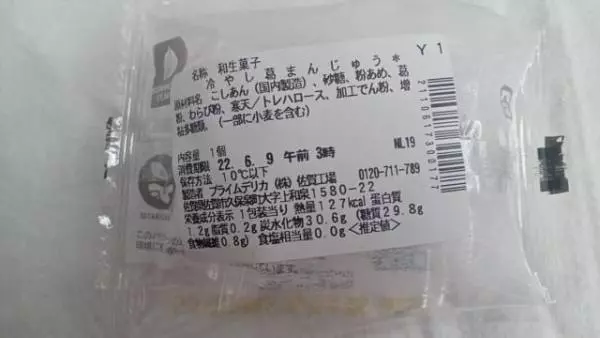 Y 1
名称 和生菓子
冷やし葛まんじゅう*
原材料名 こしあん(国内製造)、砂糖、粉あめ、葛
粉、わらび粉、寒天/トレハロース、加工でん粉、増
粘多糖類、(一部に小麦を含む)
内容量 1個
消費期限 22. 6. 9 午前 3時 NL19
保存方法 10℃以下
製造者 プライムデリカ(株)佐賀工場 0120-711-789
佐賀県佐賀市久保泉町大字上和泉1580-22
栄養成分表示 1包装当り 熱量127kcal 蛋白質
1.2g 脂質0.2g 炭水化物30.6g (糖質29.8g
食物繊維0.8g) 食塩相当量0.0g<推定値>
2110617300177